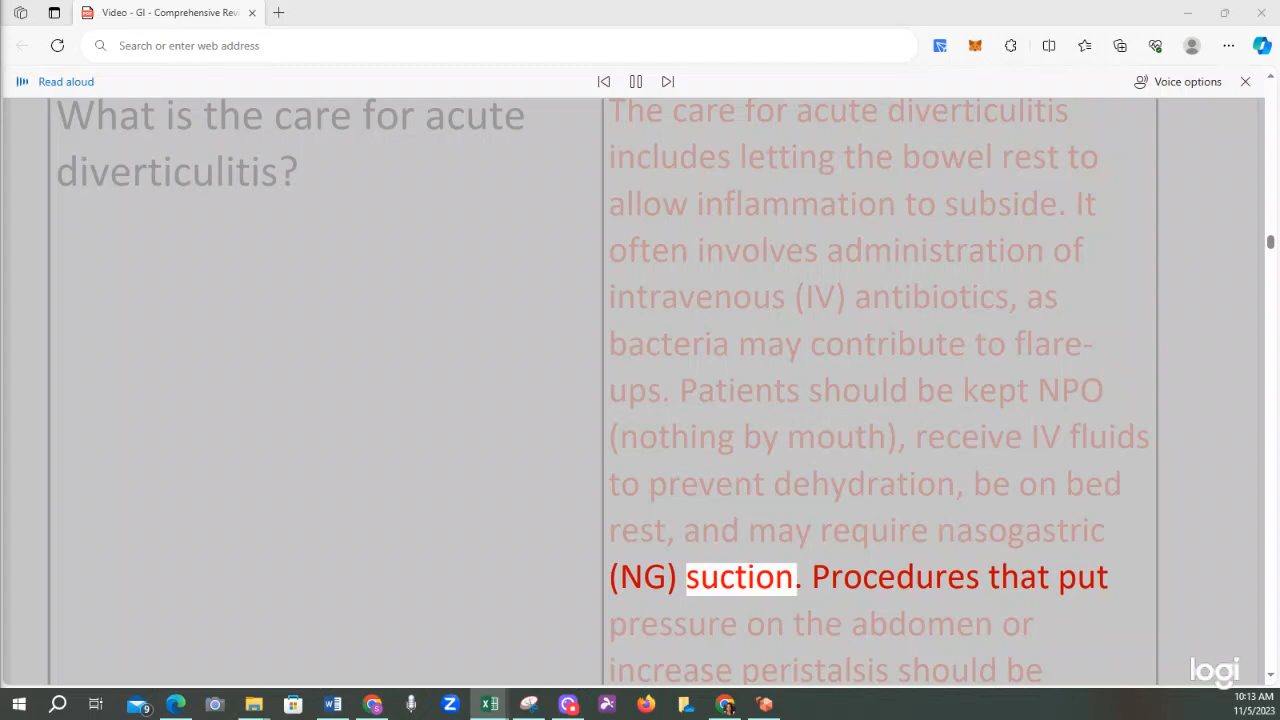 Video - GI - Comprehensive Revi
Search or enter web address
Read aloud
Voice options
What is the care for acute
diverticulitis?
The care for acute diverticulitis
includes letting the bowel rest to
allow inflammation to subside. It
often involves administration of
intravenous (IV) antibiotics, as
bacteria may contribute to flare-
ups. Patients should be kept NPO
(nothing by mouth), receive IV fluids
to prevent dehydration, be on bed
rest, and may require nasogastric
(NG) suction. Procedures that put
pressure on the abdomen or
increase peristalsis should be
logi
10:13 AM
11/5/2023